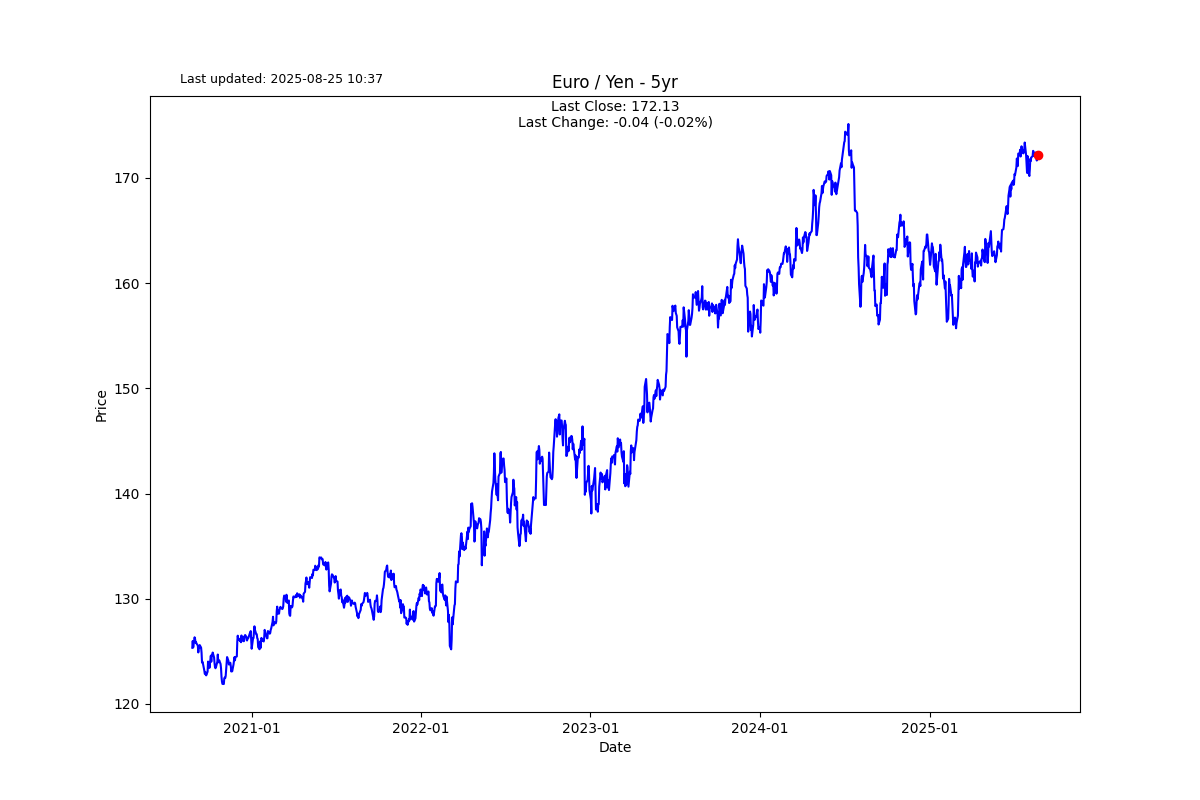 Last updated: 2025-08-25 10:37
Euro / Yen - 5yr
Last Close: 172.13
Last Change: -0.04 (-0.02%)
170
160
150
140
130
120
Price
2021-01
2022-01
2023-01
2024-01
2025-01
Date